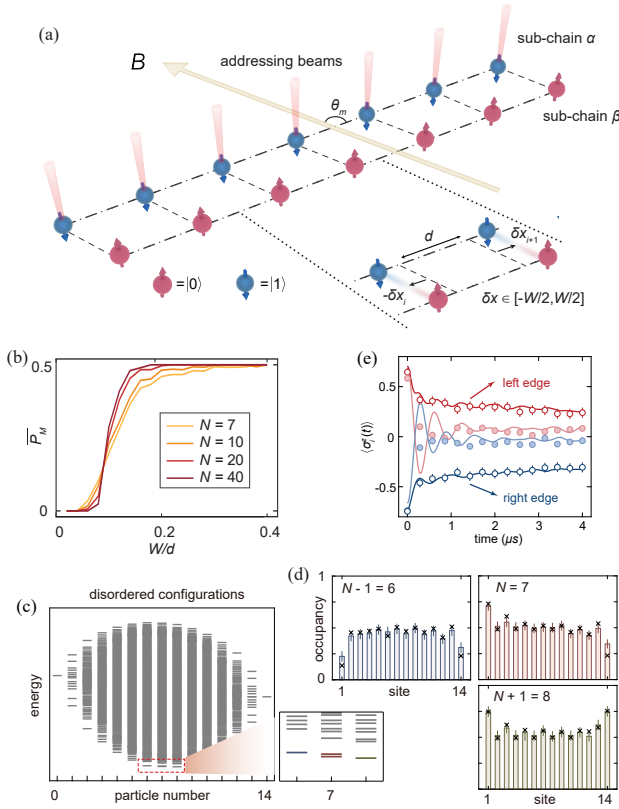 (a)
B
addressing beams
θm
sub-chain α
sub-chain β
d
δxi+1
-δxi
δx ∈ [-W/2,W/2]
=|0⟩
=|1⟩
(b)
0.5
PM
0
N = 7
N = 10
N = 20
N = 40
0
0.2
0.4
W/d
(e)
0.5
0
-0.5
⟨σiz(t)⟩
left edge
right edge
0
1
2
3
4
time (μs)
(c)
disordered configurations
energy
0
7
14
particle number
(d)
1
0
occupancy
N - 1 = 6
1
site
14
N = 7
N + 1 = 8
1
site
14